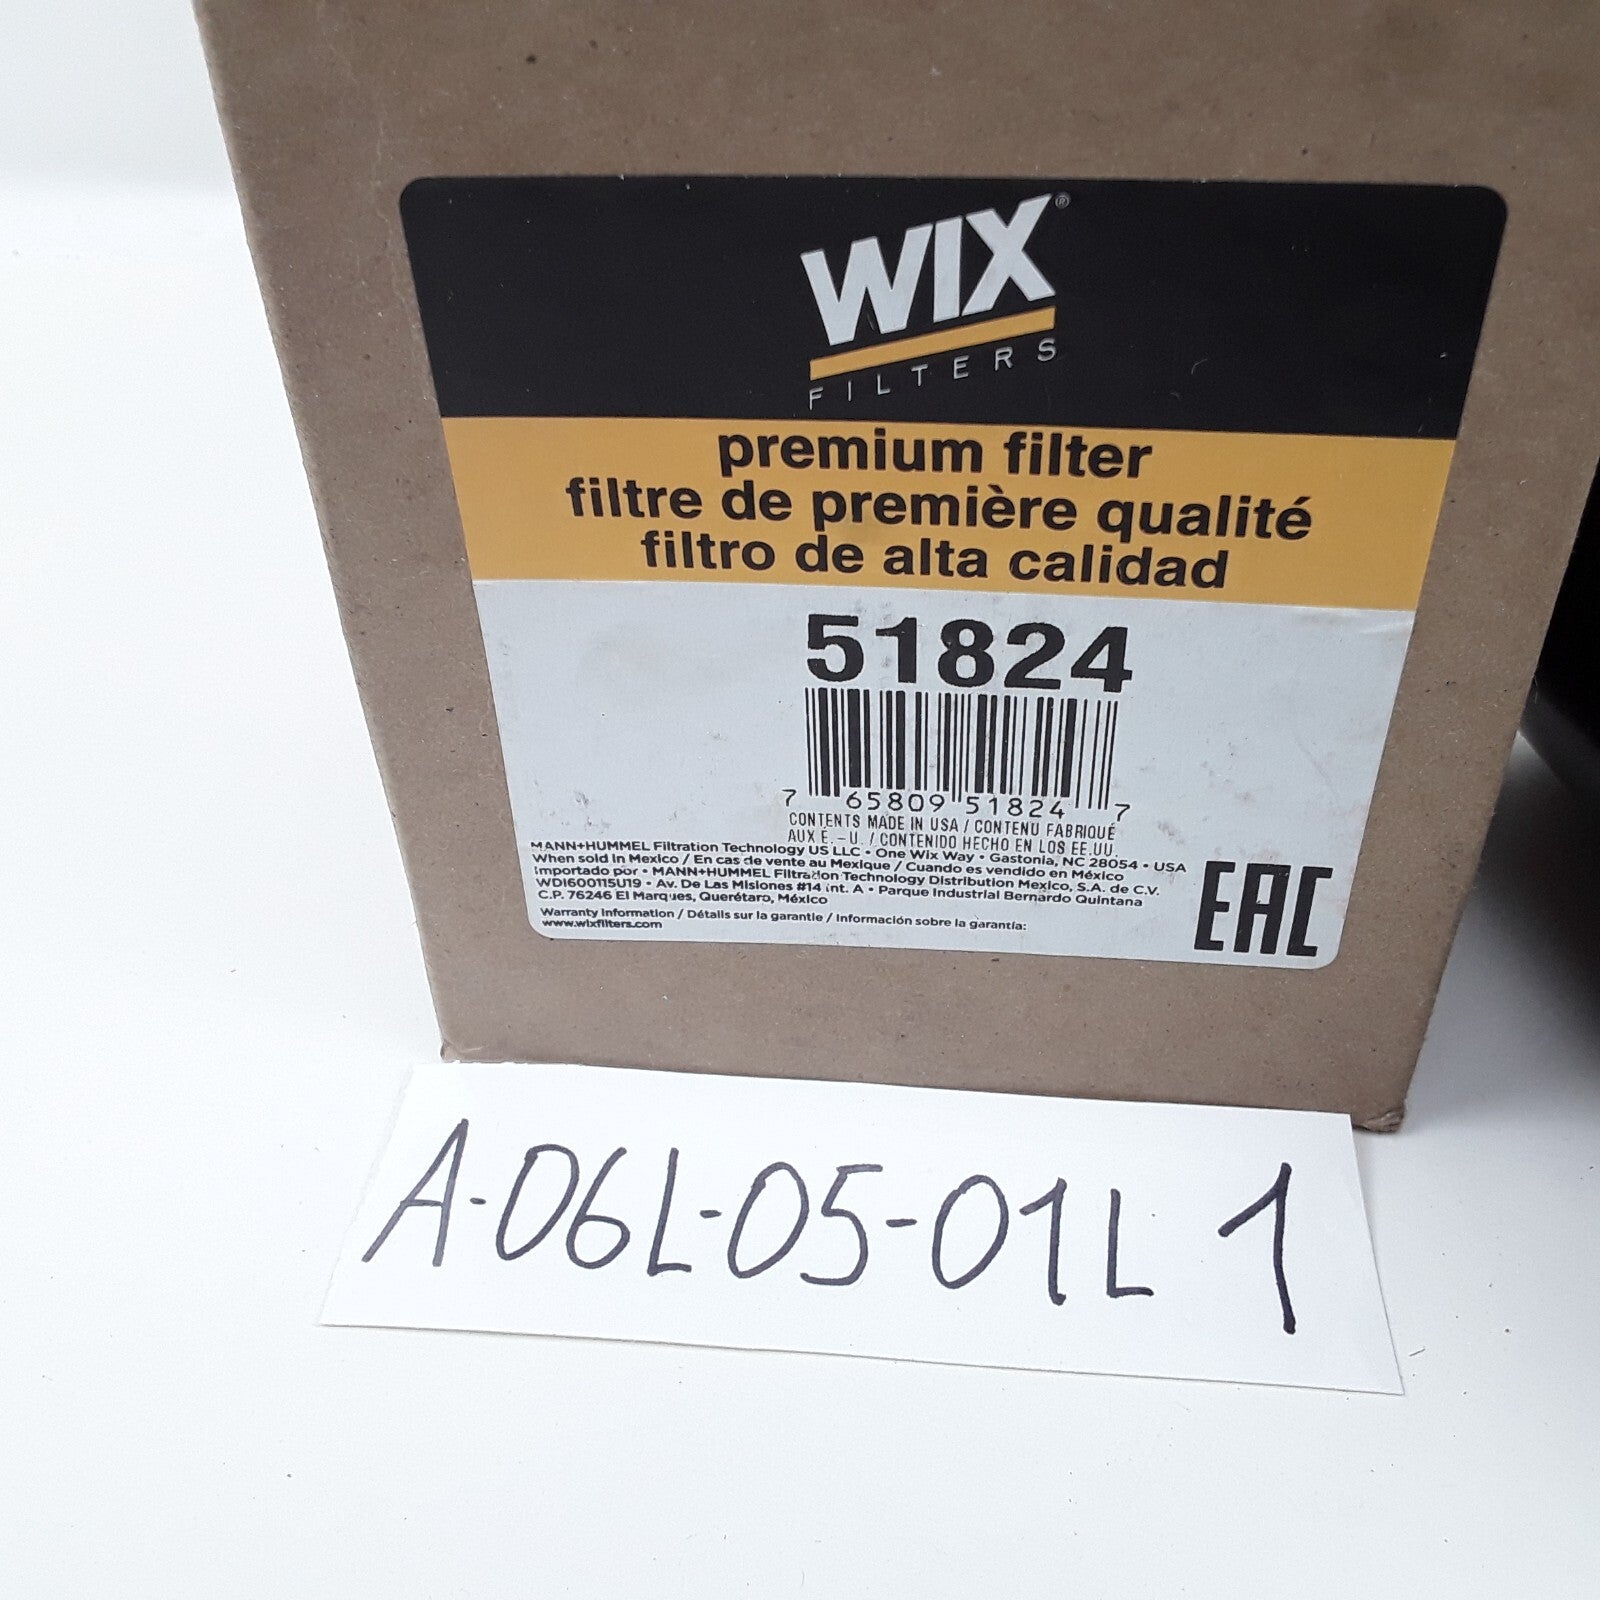 WIX®
FILTERS
premium filter
filtre de première qualité
filtro de alta calidad
51824
7 65809 51824 7
CONTENTS MADE IN USA / CONTENU FABRIQUÉ
AUX É.-U. / CONTENIDO HECHO EN LOS EE.UU.
MANN+HUMMEL Filtration Technology US LLC • One Wix Way • Gastonia, NC 28054 • USA
When sold in Mexico / En cas de vente au Mexique / Cuando es vendido en México
Importado por • MANN+HUMMEL Filtration Technology Distribution Mexico, S.A. de C.V.
WDI600115U19 • Av. De Las Misiones #14 int. A • Parque Industrial Bernardo Quintana
C.P. 76246 El Marques, Querétaro, México
Warranty Information / Détails sur la garantie / Información sobre la garantía:
www.wixfilters.com
EAC
A-06L-05-01L 1